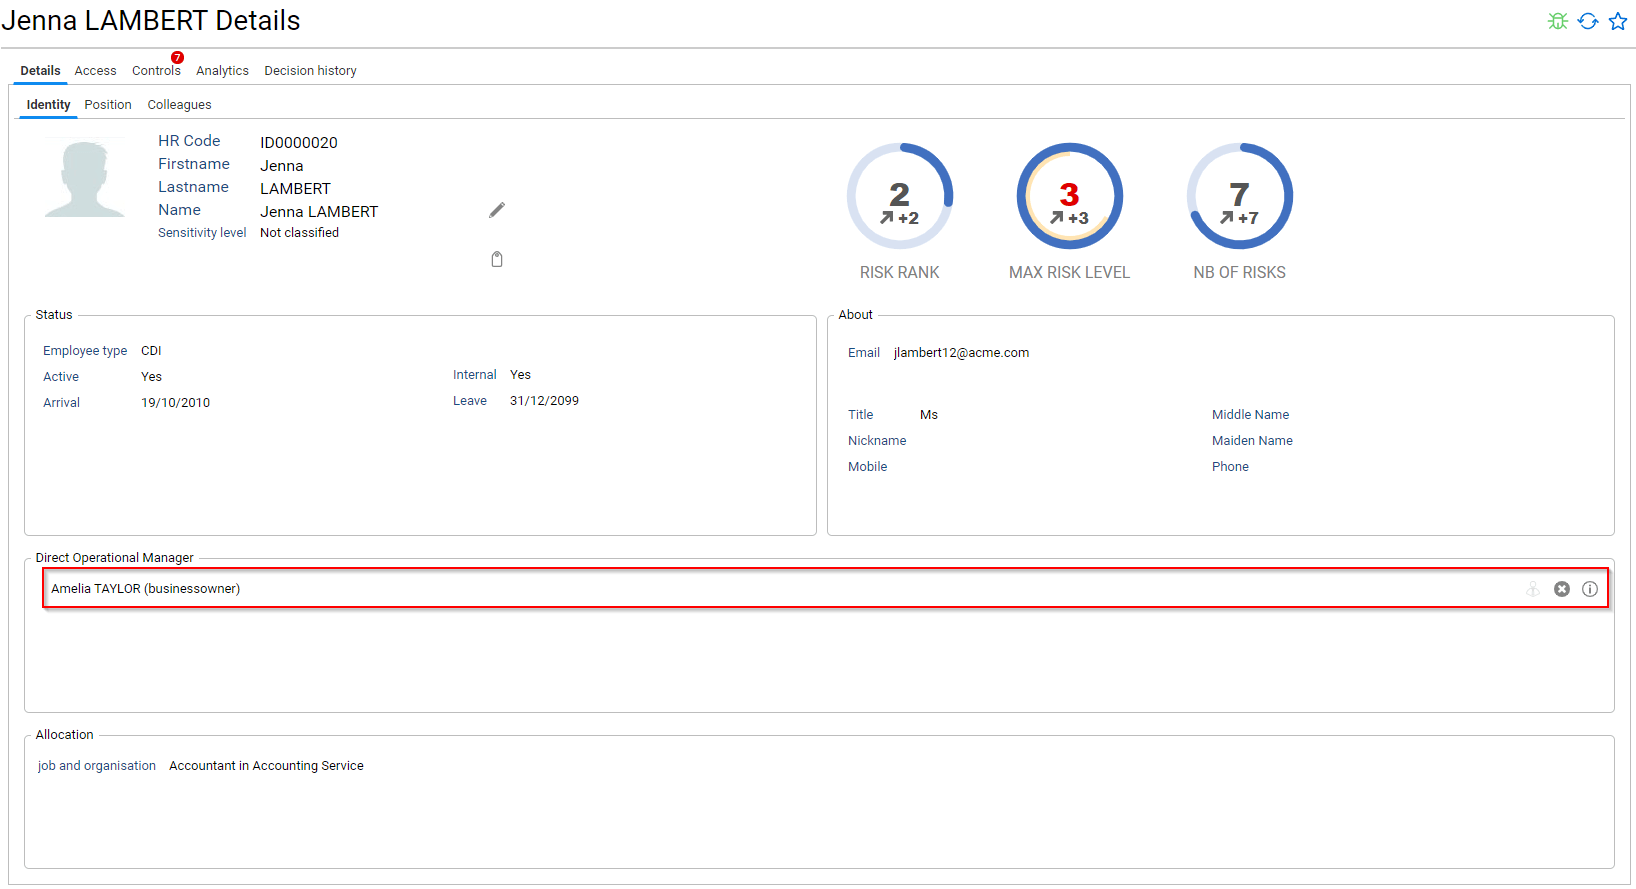 Jenna LAMBERT Details
Details Access Controls 7 Analytics Decision history
Identity Position Colleagues
HR Code ID0000020
Firstname Jenna
Lastname LAMBERT
Name Jenna LAMBERT
Sensitivity level Not classified
2
+2
RISK RANK
3
+3
MAX RISK LEVEL
7
+7
NB OF RISKS
Status
Employee type CDI
Active Yes
Internal Yes
Arrival 19/10/2010
Leave 31/12/2099
About
Email jlambert12@acme.com
Title Ms
Middle Name
Nickname
Maiden Name
Mobile
Phone
Direct Operational Manager
Amelia TAYLOR (businessowner)
Allocation
job and organisation Accountant in Accounting Service